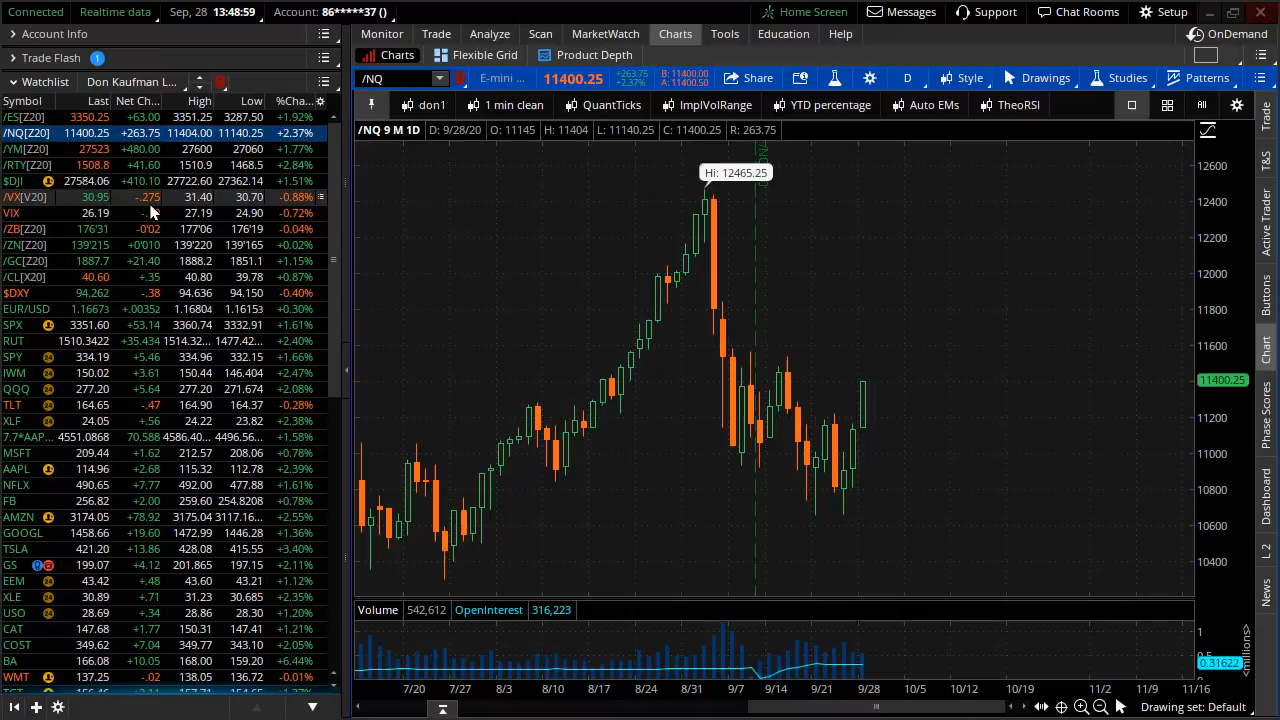 Connected Realtime data Sep, 28 13:48:59 Account: 86*****37 () Home Screen Messages Support Chat Rooms Setup
Account Info
Trade Flash 1
Watchlist Don Kaufman L...
Symbol Last Net Ch... High Low %Cha...
/ES[Z20] 3350.25 +63.00 3351.25 3287.50 +1.92%
/NQ[Z20] 11400.25 +263.75 11404.00 11140.25 +2.37%
/YM[Z20] 27523 +480.00 27600 27060 +1.77%
/RTY[Z20] 1508.8 +41.60 1510.9 1468.5 +2.84%
$DJI 27584.06 +410.10 27722.60 27362.14 +1.51%
/VX[V20] 30.95 -.275 31.40 30.70 -0.88%
VIX 26.19 27.19 24.90 -0.72%
/ZB[Z20] 176'31 -0'02 177'06 176'19 -0.04%
/ZN[Z20] 139'215 +0'010 139'220 139'165 +0.02%
/GC[Z20] 1887.7 +21.40 1888.2 1851.1 +1.15%
/CL[X20] 40.60 +.35 40.80 39.78 +0.87%
$DXY 94.262 -.38 94.636 94.150 -0.40%
EUR/USD 1.16673 +.00352 1.16804 1.16153 +0.30%
SPX 3351.60 +53.14 3360.74 3332.91 +1.61%
RUT 1510.3422 +35.434 1514.32... 1477.42... +2.40%
SPY 24 334.19 +5.46 334.96 332.15 +1.66%
IWM 24 150.02 +3.61 150.44 146.404 +2.47%
QQQ 24 277.20 +5.64 277.20 271.674 +2.08%
TLT 24 164.65 -.47 164.90 164.37 -0.28%
XLF 24 24.05 +.56 24.22 23.82 +2.38%
7.7*AAP... 4551.0868 70.588 4586.40... 4496.56... +1.58%
MSFT 209.44 +1.62 212.57 208.06 +0.78%
AAPL 114.96 +2.68 115.32 112.78 +2.39%
NFLX 490.65 +7.77 492.00 477.88 +1.61%
FB 256.82 +2.00 259.60 254.8208 +0.78%
AMZN 3174.05 +78.92 3175.04 3117.16... +2.55%
GOOGL 1458.66 +19.60 1472.99 1446.28 +1.36%
TSLA 421.20 +13.86 428.08 415.55 +3.40%
GS 199.07 +4.12 201.865 197.15 +2.11%
EEM 24 43.42 +.48 43.60 43.21 +1.12%
XLE 24 30.89 +.71 31.23 30.685 +2.35%
USO 24 28.69 +.34 28.86 28.30 +1.20%
CAT 147.68 +1.77 150.31 147.41 +1.21%
COST 349.62 +7.04 349.77 343.10 +2.05%
BA 166.08 +10.05 168.00 159.20 +6.44%
WMT 137.25 -.02 138.05 136.72 -0.01%
Monitor Trade Analyze Scan MarketWatch Charts Tools Education Help OnDemand
Charts Flexible Grid Product Depth
/NQ E-mini ... 11400.25 +263.75 +2.37% B: 11400.00 A: 11400.50 Share D Style Drawings Studies Patterns
don1 1 min clean QuantTicks ImplVolRange YTD percentage Auto EMs TheoRSI All
/NQ 9 M 1D D: 9/28/20 O: 11145 H: 11404 L: 11140.25 C: 11400.25 R: 263.75
Hi: 12465.25
12600
12400
12200
12000
11800
11600
11400.25
11200
11000
10800
10600
10400
Volume 542,612 OpenInterest 316,223
1
0.5
0.31622
<millions>
7/20 7/27 8/3 8/10 8/17 8/24 8/31 9/7 9/14 9/21 9/28 10/5 10/12 10/19 11/2 11/9 11/16
Drawing set: Default
Trade
T&S
Active Trader
Buttons
Chart
Phase Scores
Dashboard
L 2
News